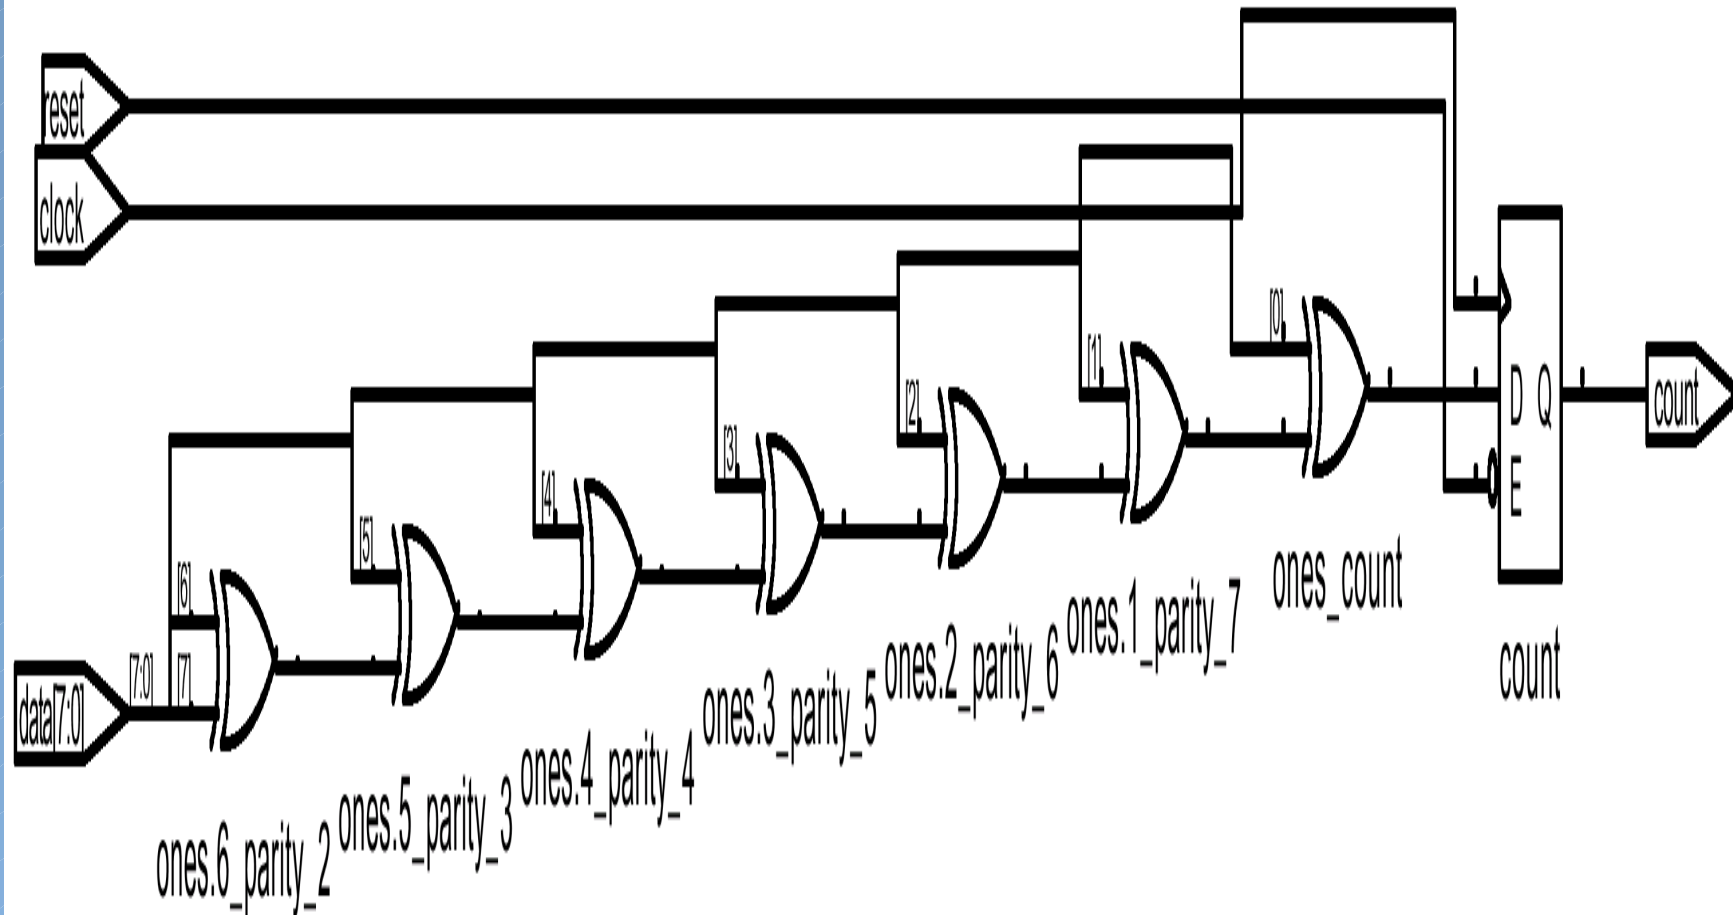 reset
clock
[0]
[1]
D Q
count
[2]
[3]
E
[4]
[5]
ones_count
[6]
ones.1_parity_7
[7:0]
[7]
ones.2_parity_6
count
data[7:0]
ones.3_parity_5
ones.4_parity_4
ones.5_parity_3
ones.6_parity_2